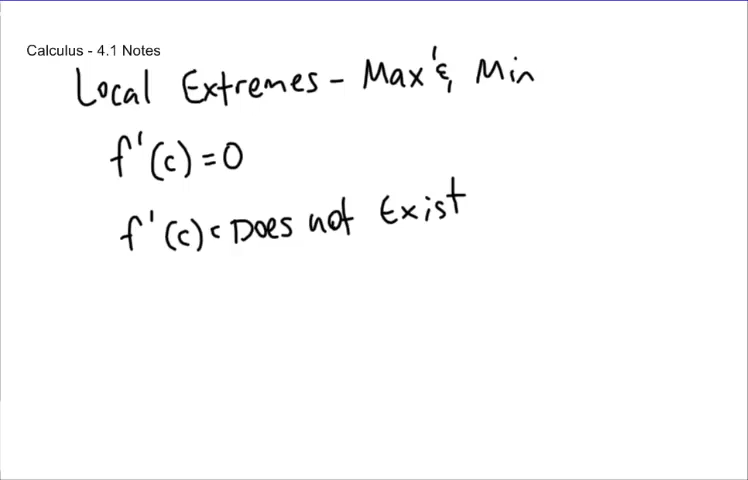 Calculus - 4.1 Notes
Local Extremes - Max & Min
f'(c) = 0
f'(c) = Does not Exist